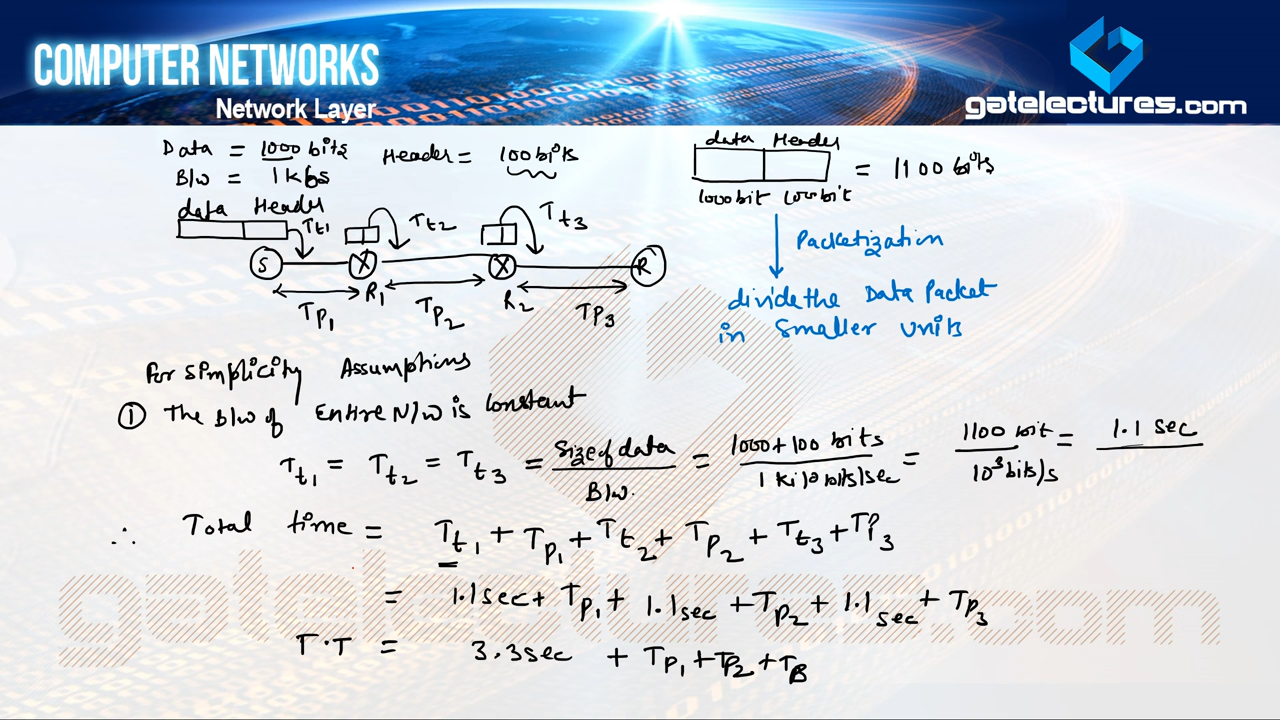 COMPUTER NETWORKS
Network Layer
gatelectures.com
Data = 1000 bits Header = 100 bits
B/w = 1 kbps
data Header
Tt1 Tt2 Tt3
S X X R
R1 R2
Tp1 Tp2 TP3
data Header
= 1100 bits
1000 bit 100 bit
Packetization
divide the Data Packet
in smaller units
For simplicity Assumptions
① The B/w of Entire N/w is constant
Tt1 = Tt2 = Tt3 = Size of data / B/w. = 1000+100 bits / 1 kilo bits/sec = 1100 bit / 10³ bits/s = 1.1 sec
∴ Total time = Tt1 + Tp1 + Tt2 + Tp2 + Tt3 + TP3
= 1.1 sec + Tp1 + 1.1 sec + Tp2 + 1.1 sec + Tp3
T.T = 3.3 sec + Tp1 + Tp2 + Tp3
gatelectures.com